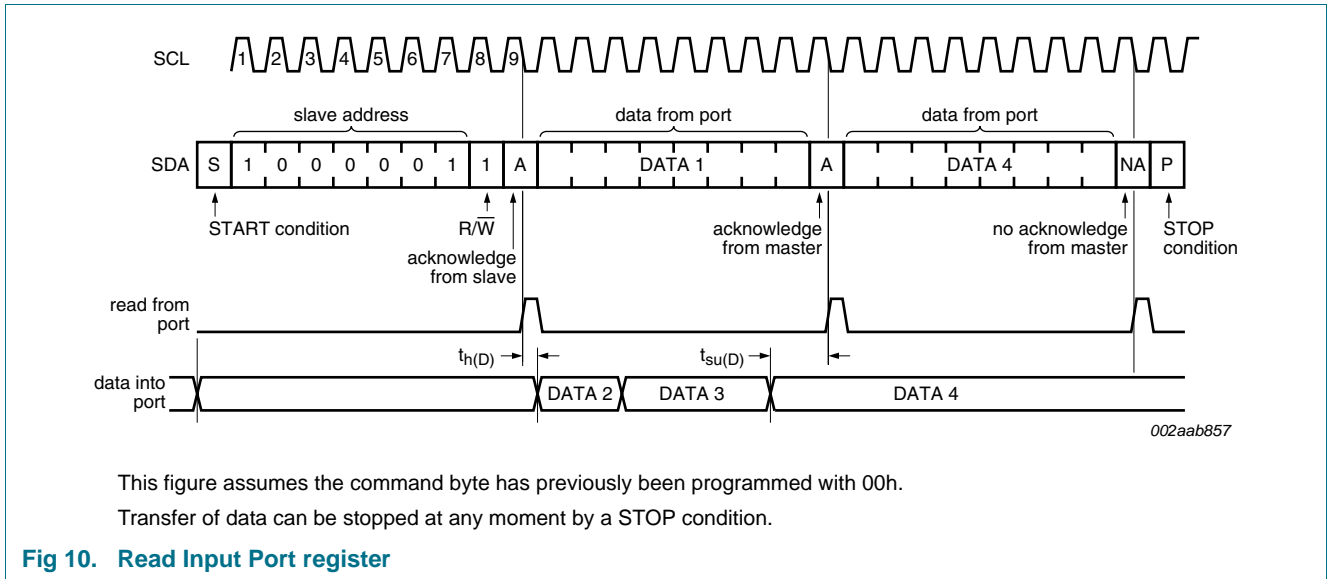 SCL 1 2 3 4 5 6 7 8 9
slave address data from port data from port
SDA S 1 0 0 0 0 0 1 1 A DATA 1 A DATA 4 NA P
START condition R/W acknowledge from slave acknowledge from master no acknowledge from master STOP condition
read from port
th(D) tsu(D)
data into port DATA 2 DATA 3 DATA 4
002aab857
This figure assumes the command byte has previously been programmed with 00h.
Transfer of data can be stopped at any moment by a STOP condition.
Fig 10. Read Input Port register